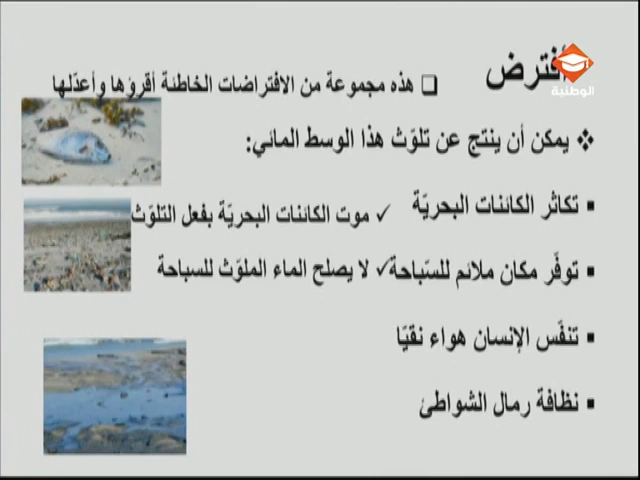 أفترض
الوطنية
❑ هذه مجموعة من الافتراضات الخاطئة أقرؤها وأعدّلها
❖ يمكن أن ينتج عن تلوّث هذا الوسط المائي:
▪ تكاثر الكائنات البحريّة ✓ موت الكائنات البحريّة بفعل التلوّث
▪ توفّر مكان ملائم للسّباحة ✓ لا يصلح الماء الملوّث للسباحة
▪ تنفّس الإنسان هواء نقيّا
▪ نظافة رمال الشواطئ